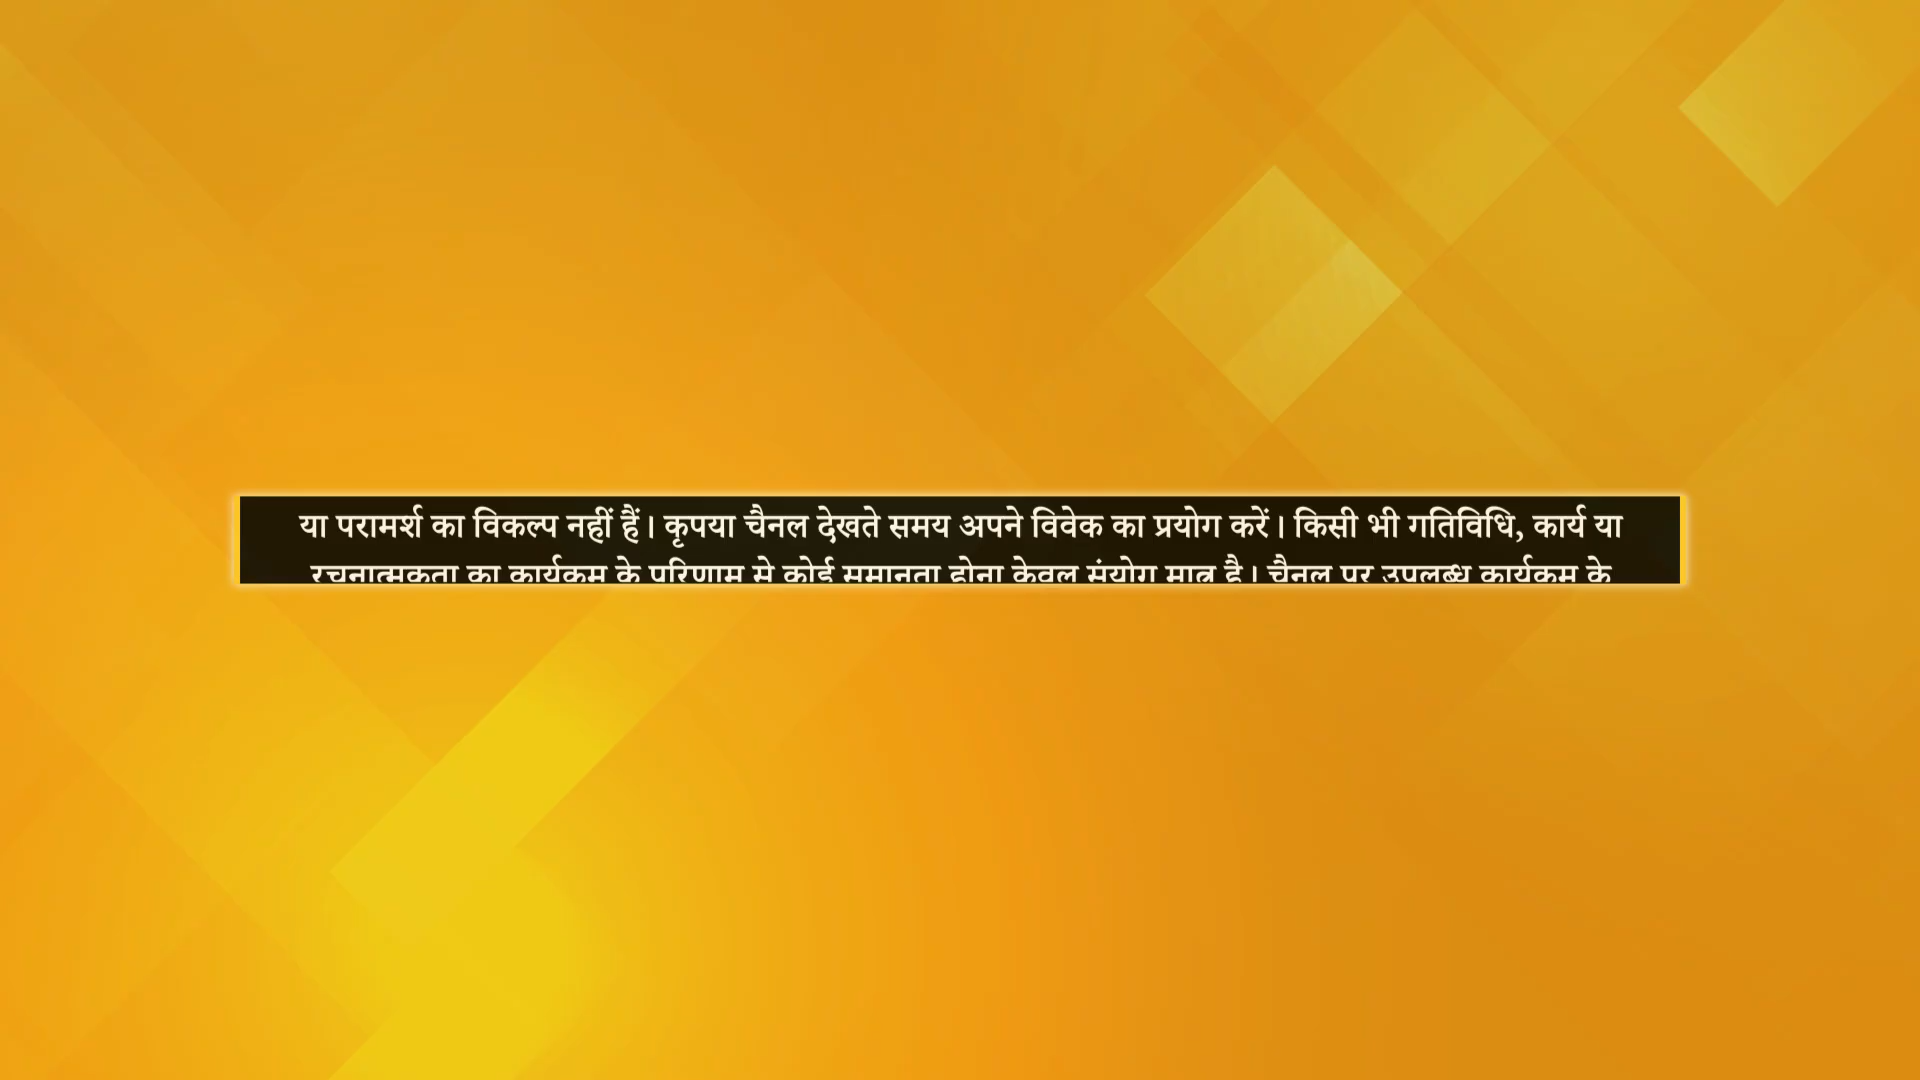 या परामर्श का विकल्प नहीं हैं। कृपया चैनल देखते समय अपने विवेक का प्रयोग करें। किसी भी गतिविधि, कार्य या
रचनात्मकता का कार्यक्रम के परिणाम से कोई समानता होना केवल संयोग मात्र है। चैनल पर उपलब्ध कार्यक्रम के